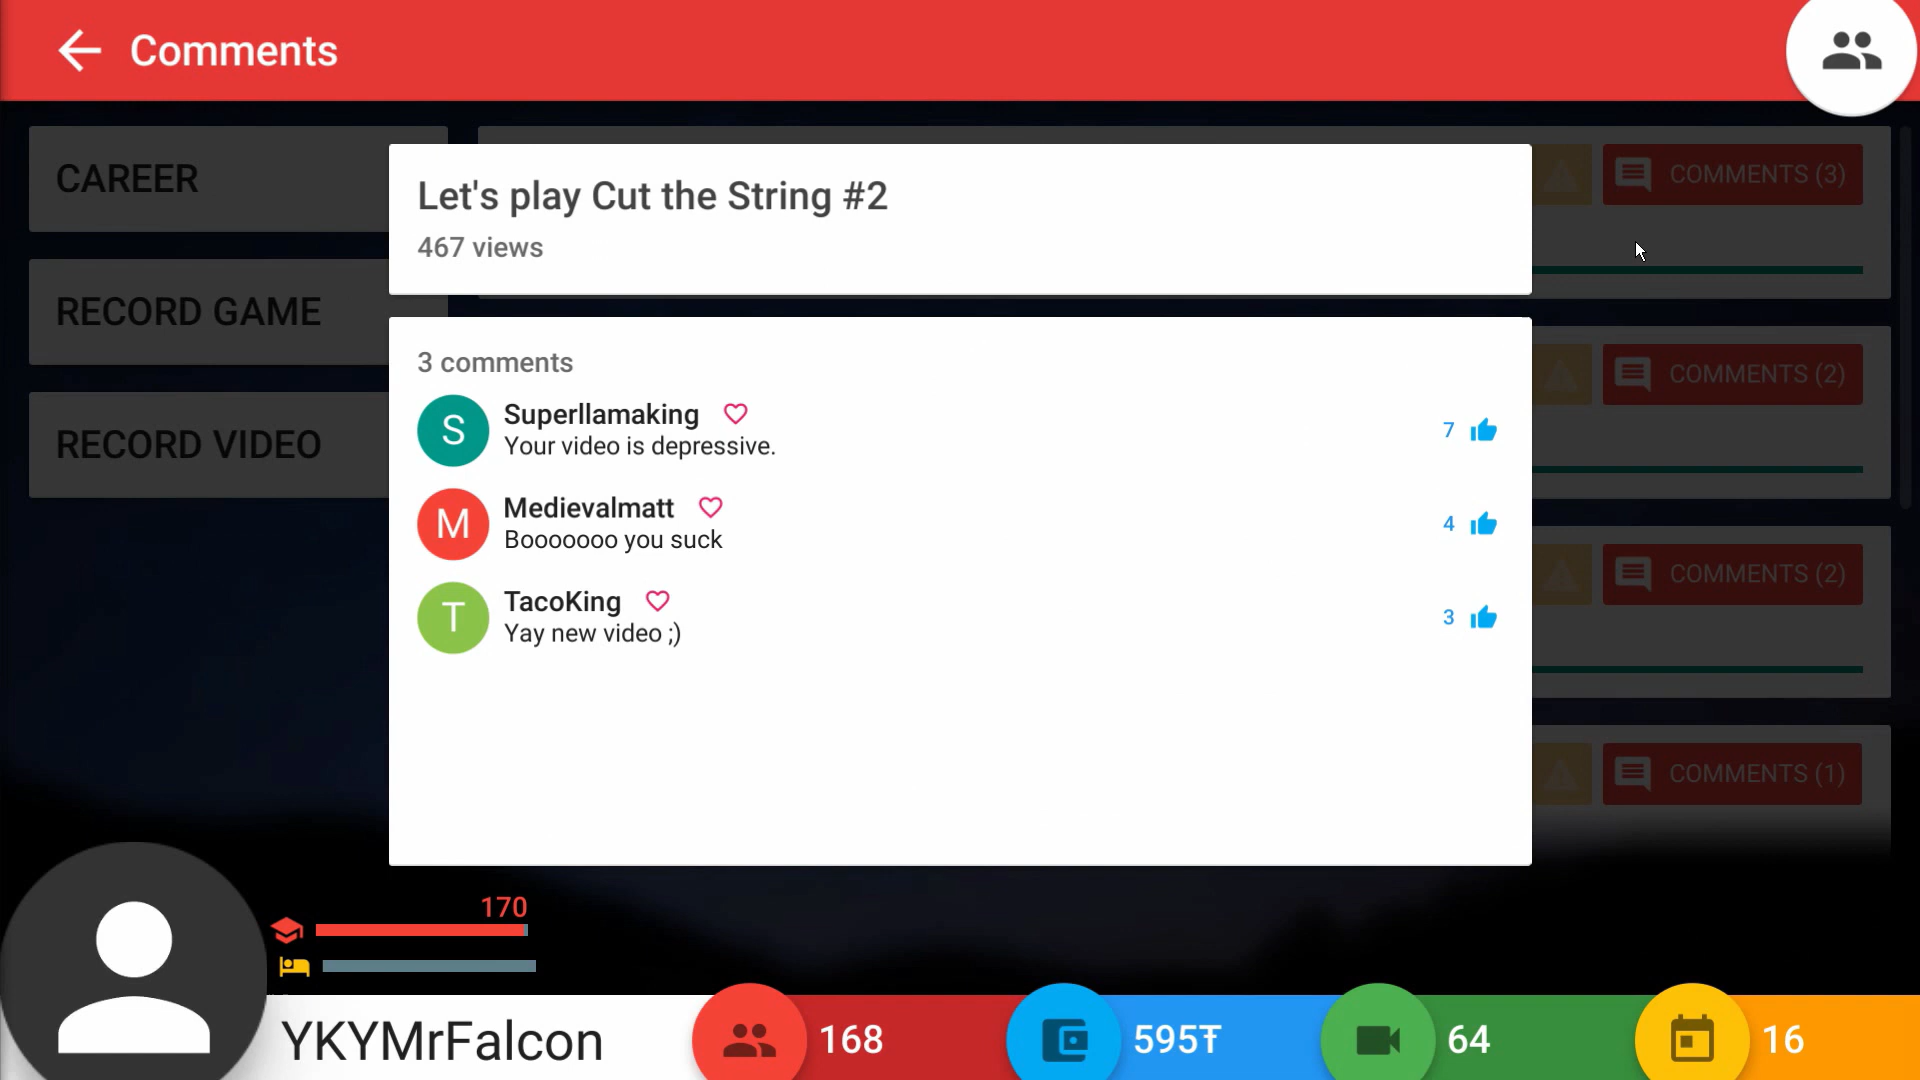 Comments
CAREER
RECORD GAME
RECORD VIDEO
Let's play Cut the String #2
467 views
COMMENTS (3)
COMMENTS (2)
COMMENTS (2)
COMMENTS (1)
3 comments
S
Superllamaking
Your video is depressive.
7
M
Medievalmatt
Booooooo you suck
4
T
TacoKing
Yay new video ;)
3
170
YKYMrFalcon
168
595Ŧ
64
16